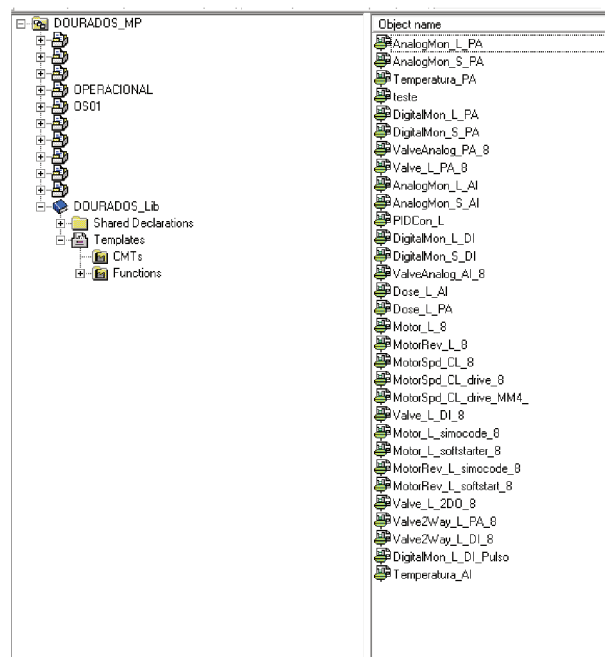 DOURADOS_MP
OPERACIONAL
OS01
DOURADOS_Lib
Shared Declarations
Templates
CMTs
Functions
Object name
AnalogMon_L_PA
AnalogMon_S_PA
Temperatura_PA
teste
DigitalMon_L_PA
DigitalMon_S_PA
ValveAnalog_PA_8
Valve_L_PA_8
AnalogMon_L_AI
AnalogMon_S_AI
PIDCon_L
DigitalMon_L_DI
DigitalMon_S_DI
ValveAnalog_AI_8
Dose_L_AI
Dose_L_PA
Motor_L_8
MotorRev_L_8
MotorSpd_CL_8
MotorSpd_CL_drive_8
MotorSpd_CL_drive_MM4_
Valve_L_DI_8
Motor_L_simocode_8
Motor_L_softstarter_8
MotorRev_L_simocode_8
MotorRev_L_softstart_8
Valve_L_2DO_8
Valve2Way_L_PA_8
Valve2Way_L_DI_8
DigitalMon_L_DI_Pulso
Temperatura_AI